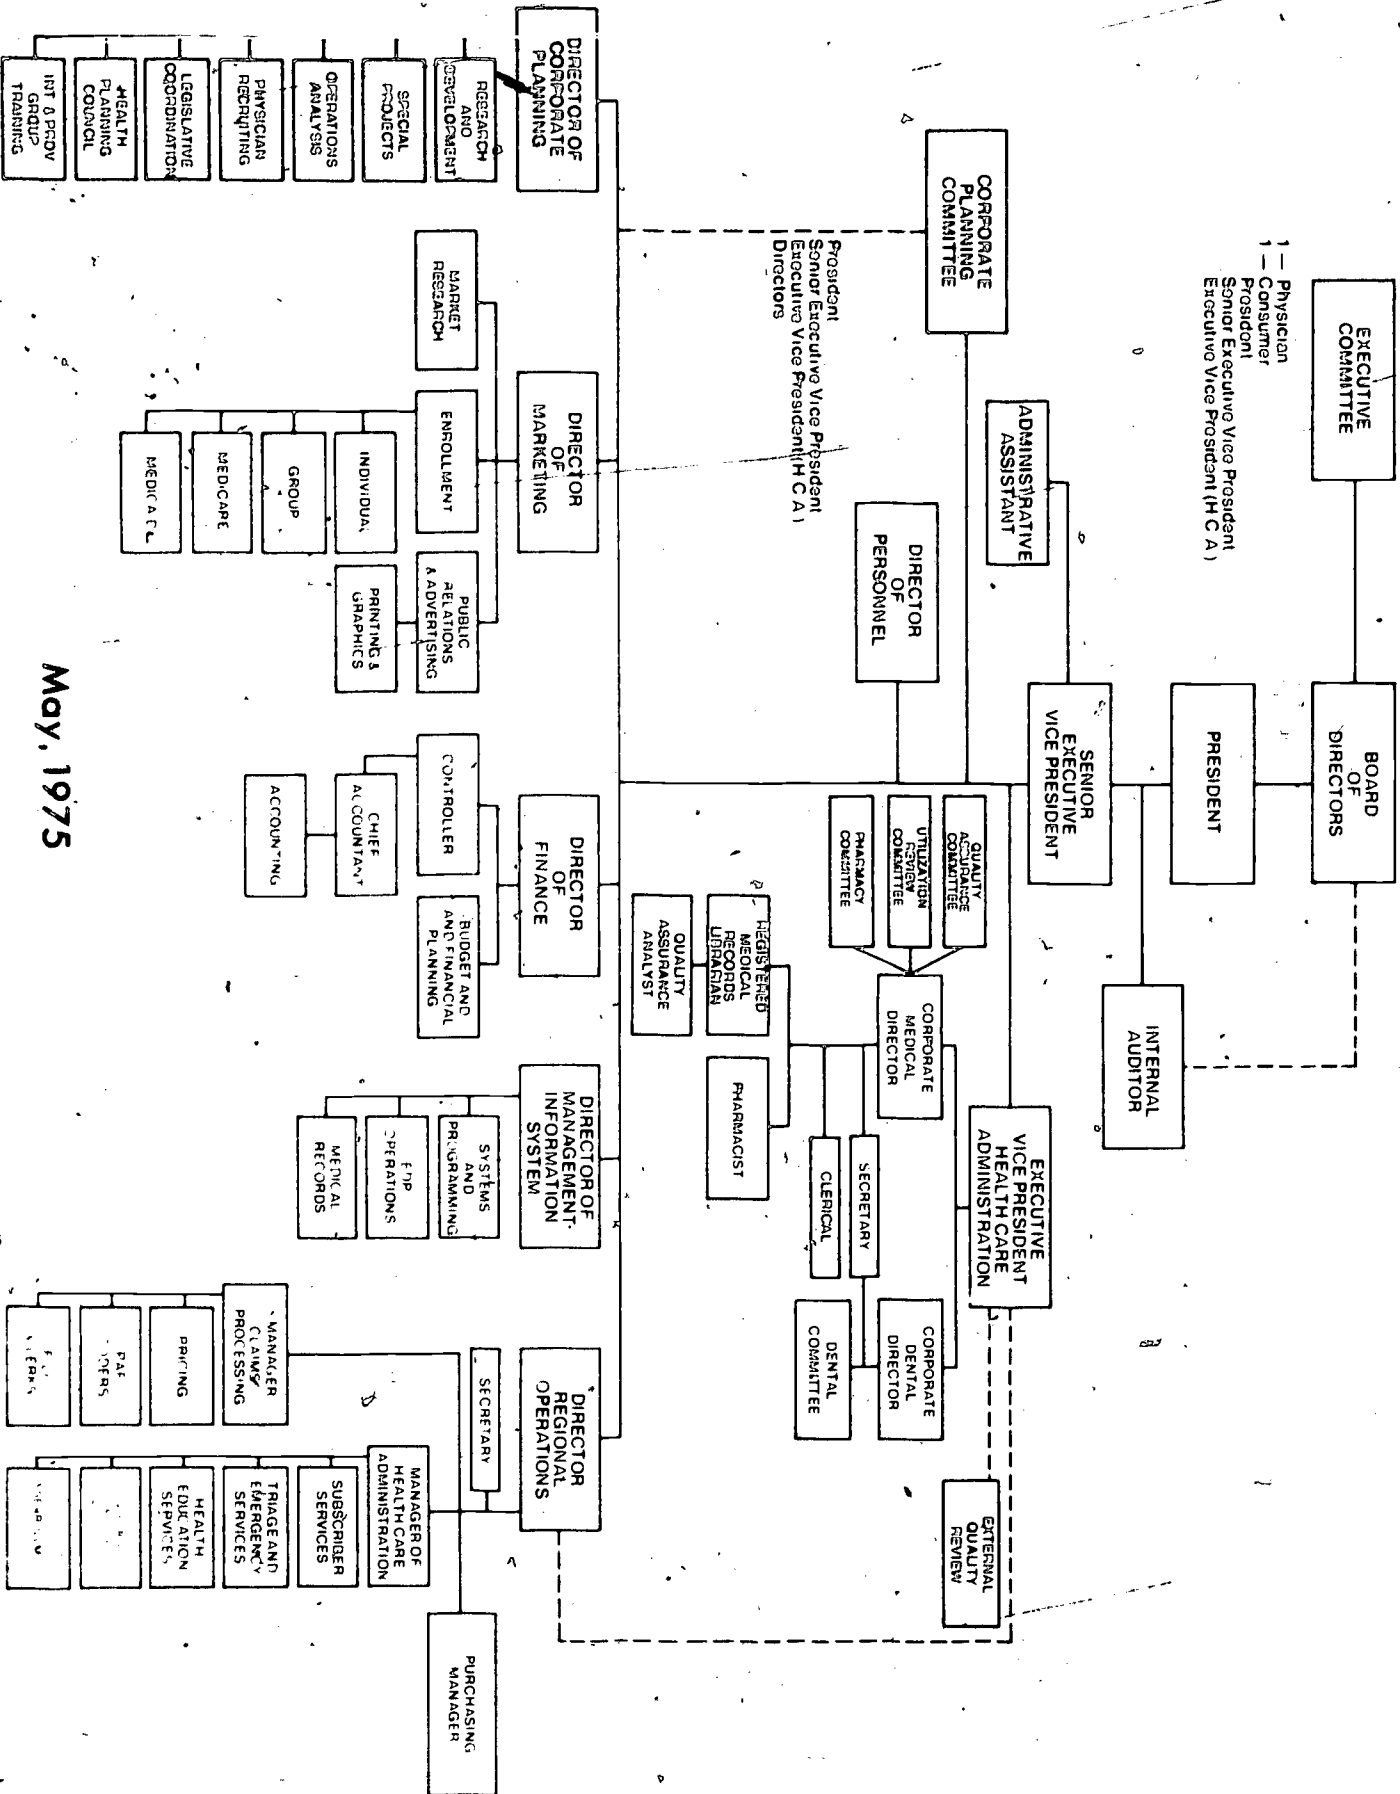 EXECUTIVE
COMMITTEE
BOARD
OF
DIRECTORS
1 — Physician
1 — Consumer
President
Senior Executive Vice President
Executive Vice President (H C A)
PRESIDENT
INTERNAL
AUDITOR
SENIOR
EXECUTIVE
VICE PRESIDENT
ADMINISTRATIVE
ASSISTANT
EXECUTIVE
VICE PRESIDENT
HEALTH CARE
ADMINISTRATION
CORPORATE
PLANNING
COMMITTEE
President
Senior Executive Vice President
Executive Vice President (H C A)
Directors
DIRECTOR
OF
PERSONNEL
QUALITY
ASSURANCE
COMMITTEE
UTILIZATION
REVIEW
COMMITTEE
PHARMACY
COMMITTEE
CORPORATE
MEDICAL
DIRECTOR
CORPORATE
DENTAL
DIRECTOR
EXTERNAL
QUALITY
REVIEW
SECRETARY
CLERICAL
DENTAL
COMMITTEE
REGISTERED
MEDICAL
RECORDS
LIBRARIAN
PHARMACIST
QUALITY
ASSURANCE
ANALYST
DIRECTOR OF
CORPORATE
PLANNING
RESEARCH
AND
DEVELOPMENT
SPECIAL
PROJECTS
OPERATIONS
ANALYSIS
PHYSICIAN
RECRUITING
LEGISLATIVE
COORDINATION
HEALTH
PLANNING
COUNCIL
INT & PROV
GROUP
TRAINING
DIRECTOR
OF
MARKETING
MARKET
RESEARCH
ENROLLMENT
PUBLIC
RELATIONS
& ADVERTISING
INDIVIDUAL
GROUP
MEDICARE
PRINTING &
GRAPHICS
DIRECTOR
OF
FINANCE
CONTROLLER
BUDGET AND
AND FINANCIAL
PLANNING
CHIEF
ACCOUNTANT
ACCOUNTING
DIRECTOR OF
MANAGEMENT
INFORMATION
SYSTEM
SYSTEMS
AND
PROGRAMMING
EDP
OPERATIONS
MEDICAL
RECORDS
* DIRECTOR
REGIONAL
OPERATIONS
SECRETARY
MANAGER
CLAIMS
PROCESSING
PRICING
MANAGER OF
HEALTH CARE
ADMINISTRATION
SUBSCRIBER
SERVICES
TRIAGE AND
EMERGENCY
SERVICES
HEALTH
EDUCATION
SERVICES
PURCHASING
MANAGER
May, 1975